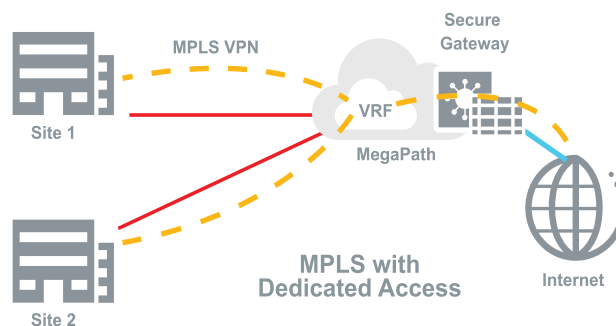 MPLS VPN
Secure
Gateway
VRF
MegaPath
Site 1
MPLS with
Dedicated Access
Internet
Site 2